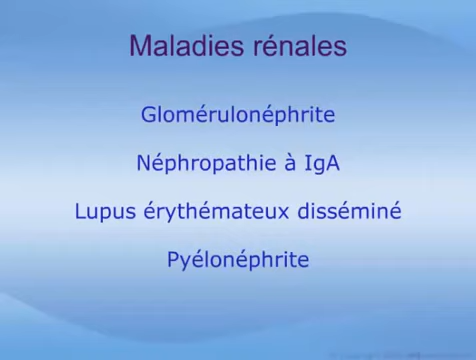 Maladies rénales
Glomérulonéphrite
Néphropathie à IgA
Lupus érythémateux disséminé
Pyélonéphrite